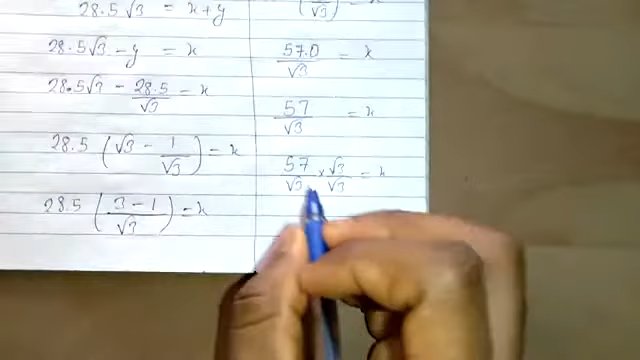 28.5√3 = x+y
28.5√3 - y = x
28.5√3 - 28.5/√3 - x
28.5 (√3 - 1/√3) = x
28.5 (3-1/√3) = x
57.0/√3 = x
57/√3 = x
57/√3 × √3/√3 = x